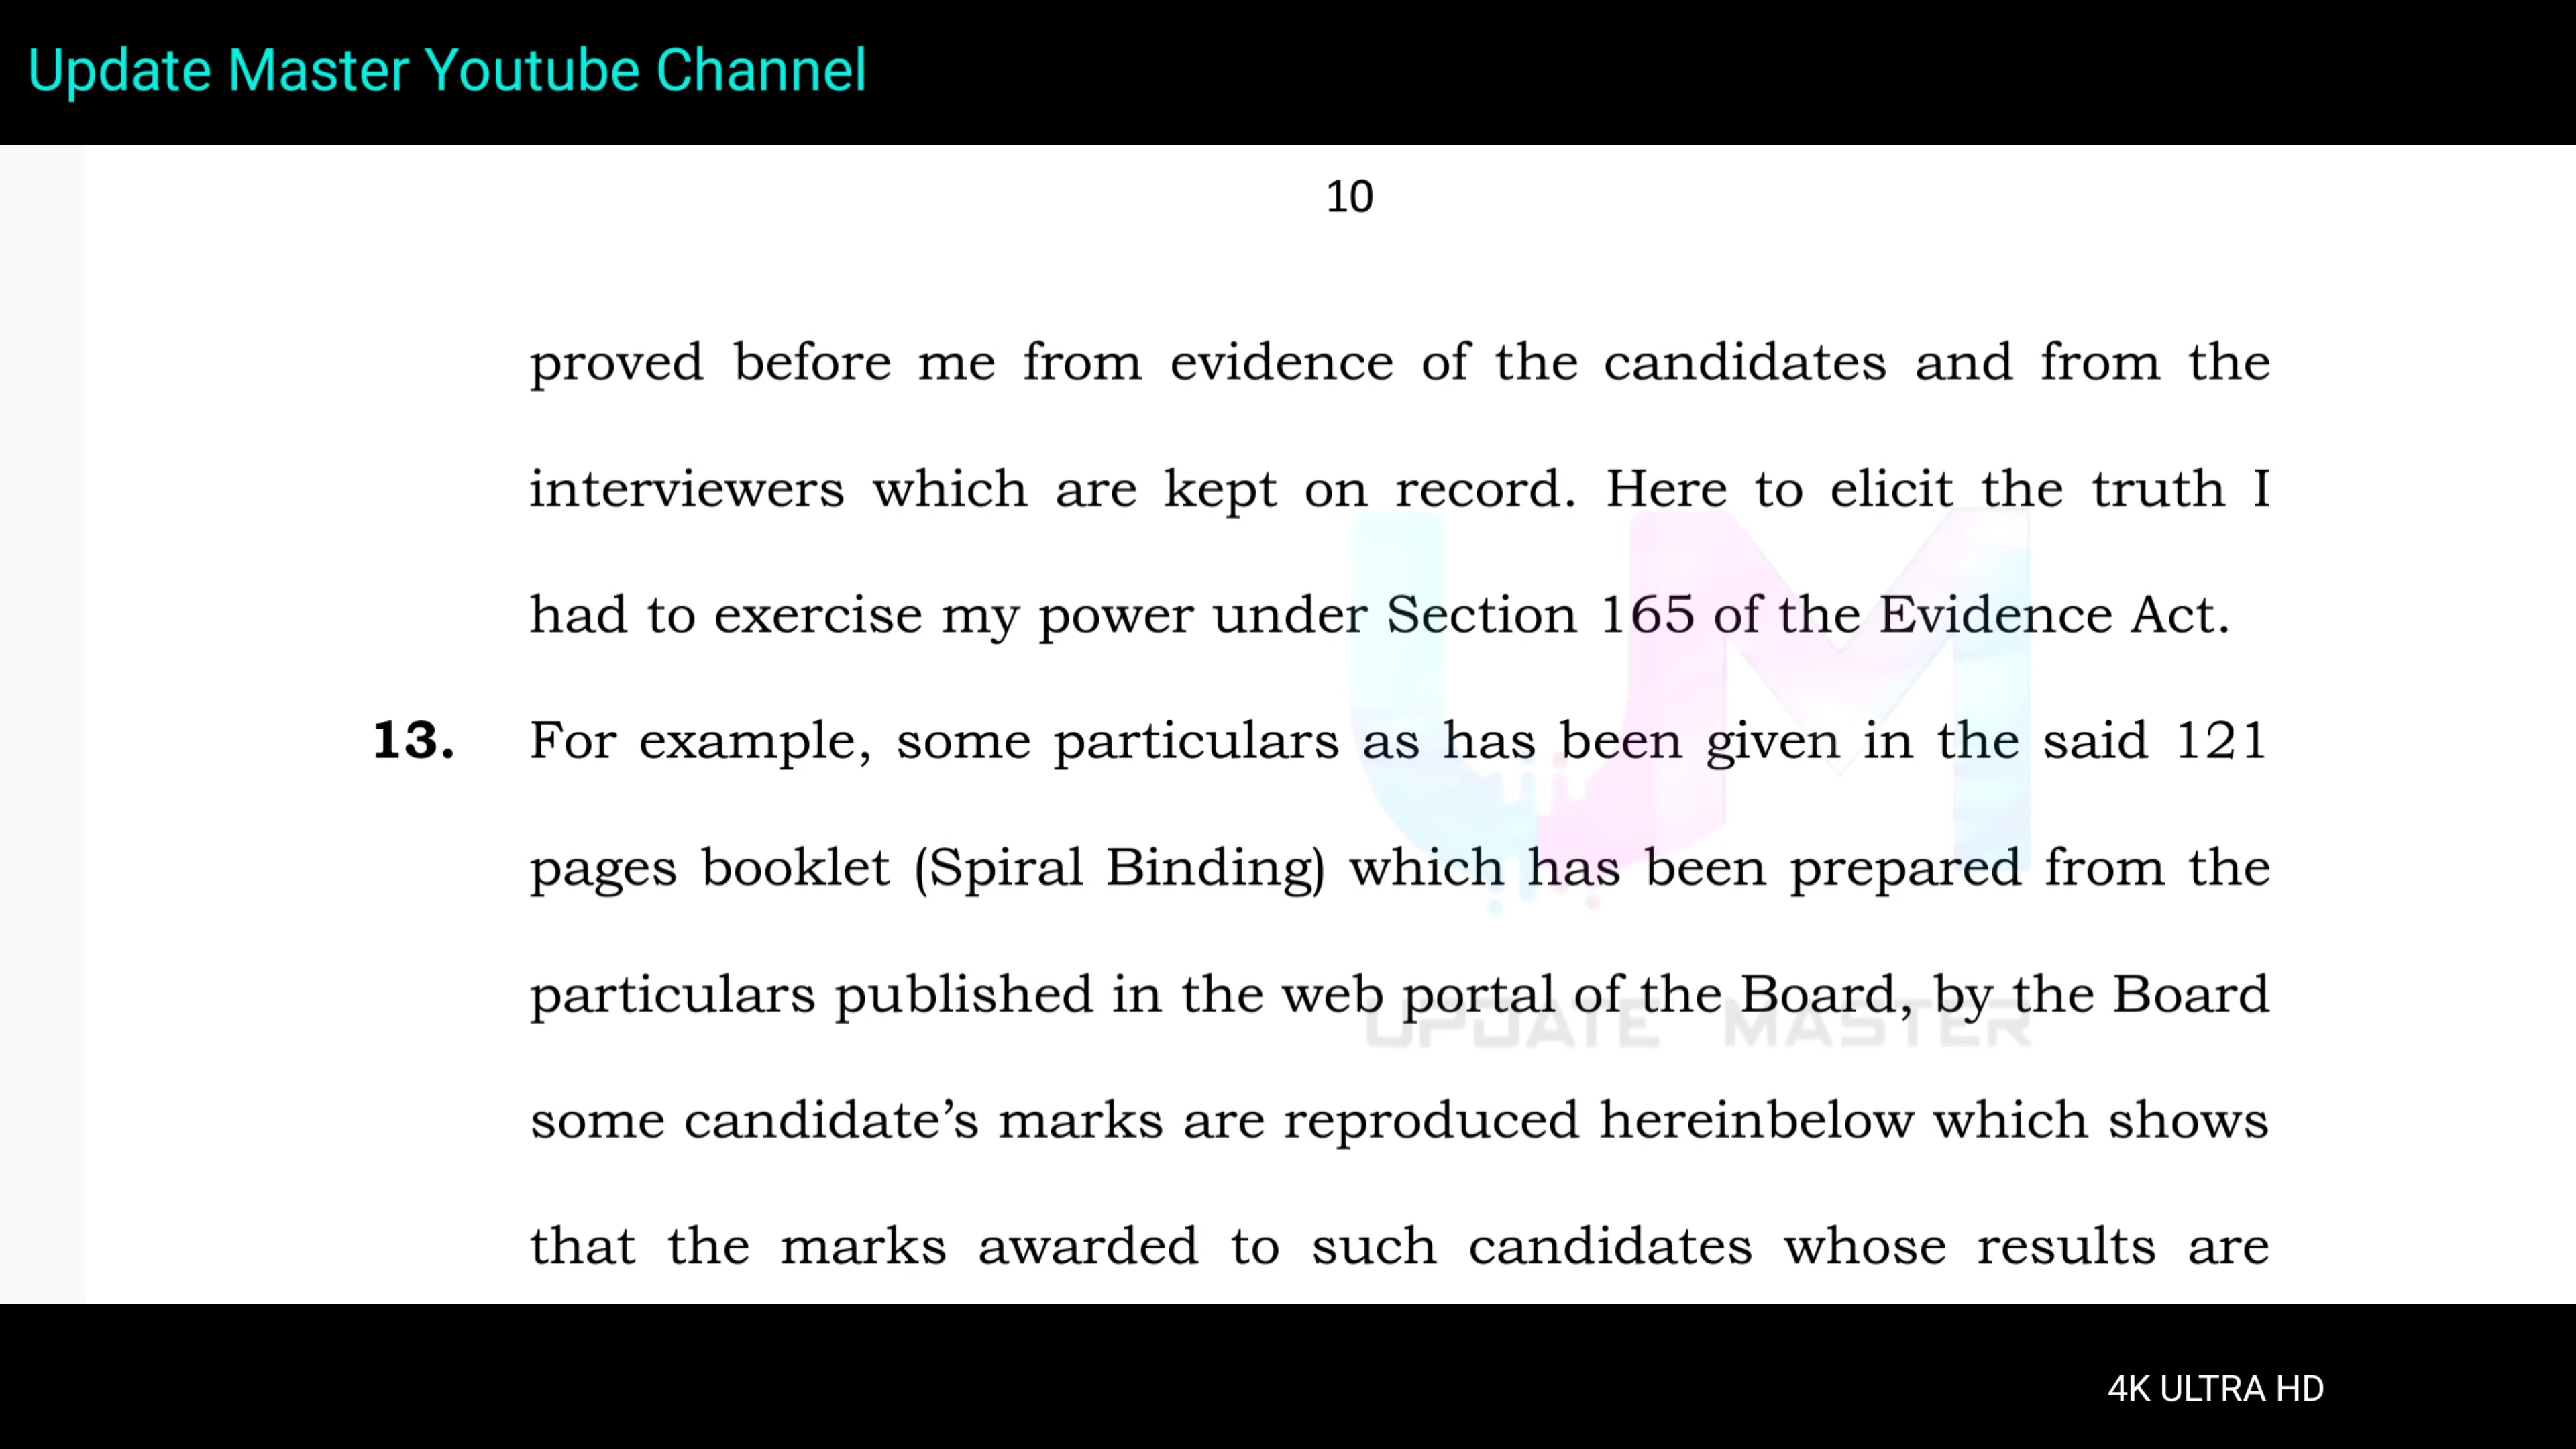 Update Master Youtube Channel
10
proved before me from evidence of the candidates and from the
interviewers which are kept on record. Here to elicit the truth I
had to exercise my power under Section 165 of the Evidence Act.
13. For example, some particulars as has been given in the said 121
pages booklet (Spiral Binding) which has been prepared from the
particulars published in the web portal of the Board, by the Board
some candidate’s marks are reproduced hereinbelow which shows
that the marks awarded to such candidates whose results are
UM
UPDATE MASTER
4K ULTRA HD